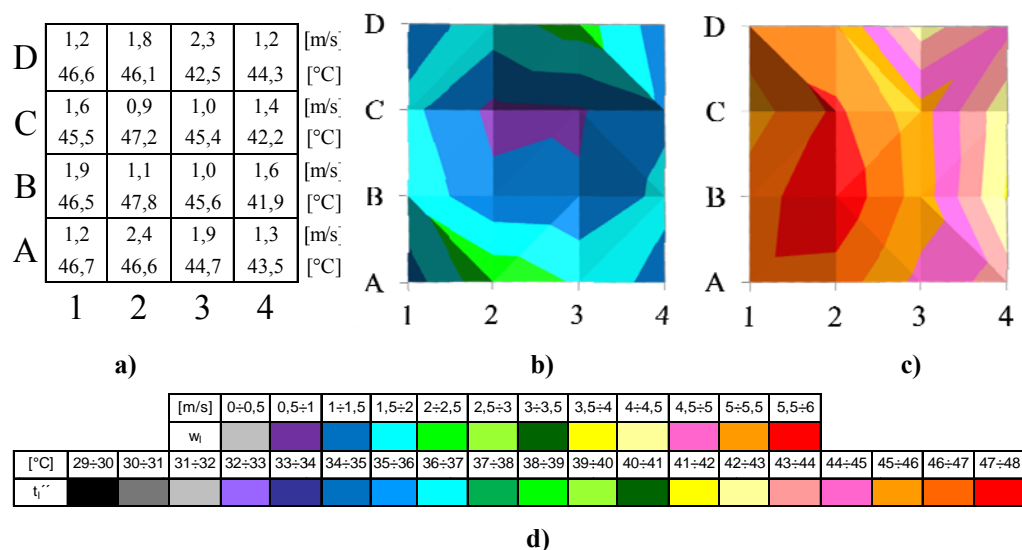 D 1,2 1,8 2,3 1,2 [m/s]
46,6 46,1 42,5 44,3 [°C]
C 1,6 0,9 1,0 1,4 [m/s]
45,5 47,2 45,4 42,2 [°C]
B 1,9 1,1 1,0 1,6 [m/s]
46,5 47,8 45,6 41,9 [°C]
A 1,2 2,4 1,9 1,3 [m/s]
46,7 46,6 44,7 43,5 [°C]
1 2 3 4
a)
D
C
B
A
1 2 3 4
b)
D
C
B
A
1 2 3 4
c)
[m/s] 0÷0,5 0,5÷1 1÷1,5 1,5÷2 2÷2,5 2,5÷3 3÷3,5 3,5÷4 4÷4,5 4,5÷5 5÷5,5 5,5÷6
wl
[°C] 29÷30 30÷31 31÷32 32÷33 33÷34 34÷35 35÷36 36÷37 37÷38 38÷39 39÷40 40÷41 41÷42 42÷43 43÷44 44÷45 45÷46 46÷47 47÷48
tl´´
d)